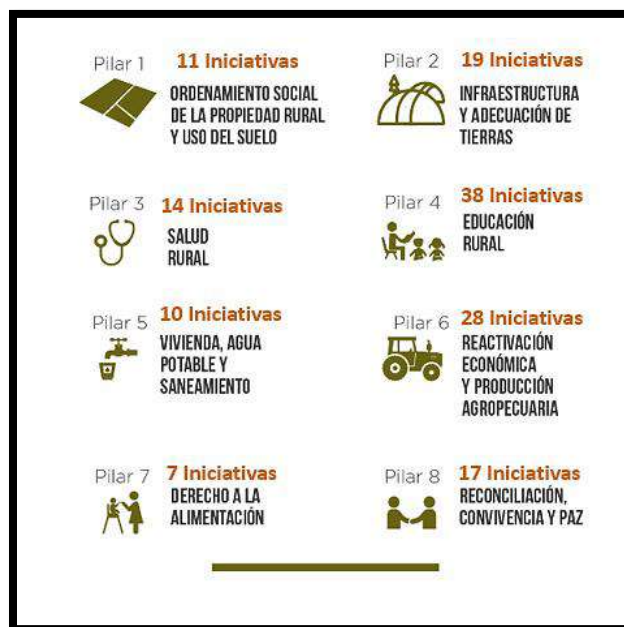 Pilar 1 11 Iniciativas
ORDENAMIENTO SOCIAL
DE LA PROPIEDAD RURAL
Y USO DEL SUELO
Pilar 2 19 Iniciativas
INFRAESTRUCTURA
Y ADECUACIÓN DE
TIERRAS
Pilar 3 14 Iniciativas
SALUD
RURAL
Pilar 4 38 Iniciativas
EDUCACIÓN
RURAL
Pilar 5 10 Iniciativas
VIVIENDA, AGUA
POTABLE Y
SANEAMIENTO
Pilar 6 28 Iniciativas
REACTIVACIÓN
ECONÓMICA
Y PRODUCCIÓN
AGROPECUARIA
Pilar 7 7 Iniciativas
DERECHO A LA
ALIMENTACIÓN
Pilar 8 17 Iniciativas
RECONCILIACIÓN,
CONVIVENCIA Y PAZ